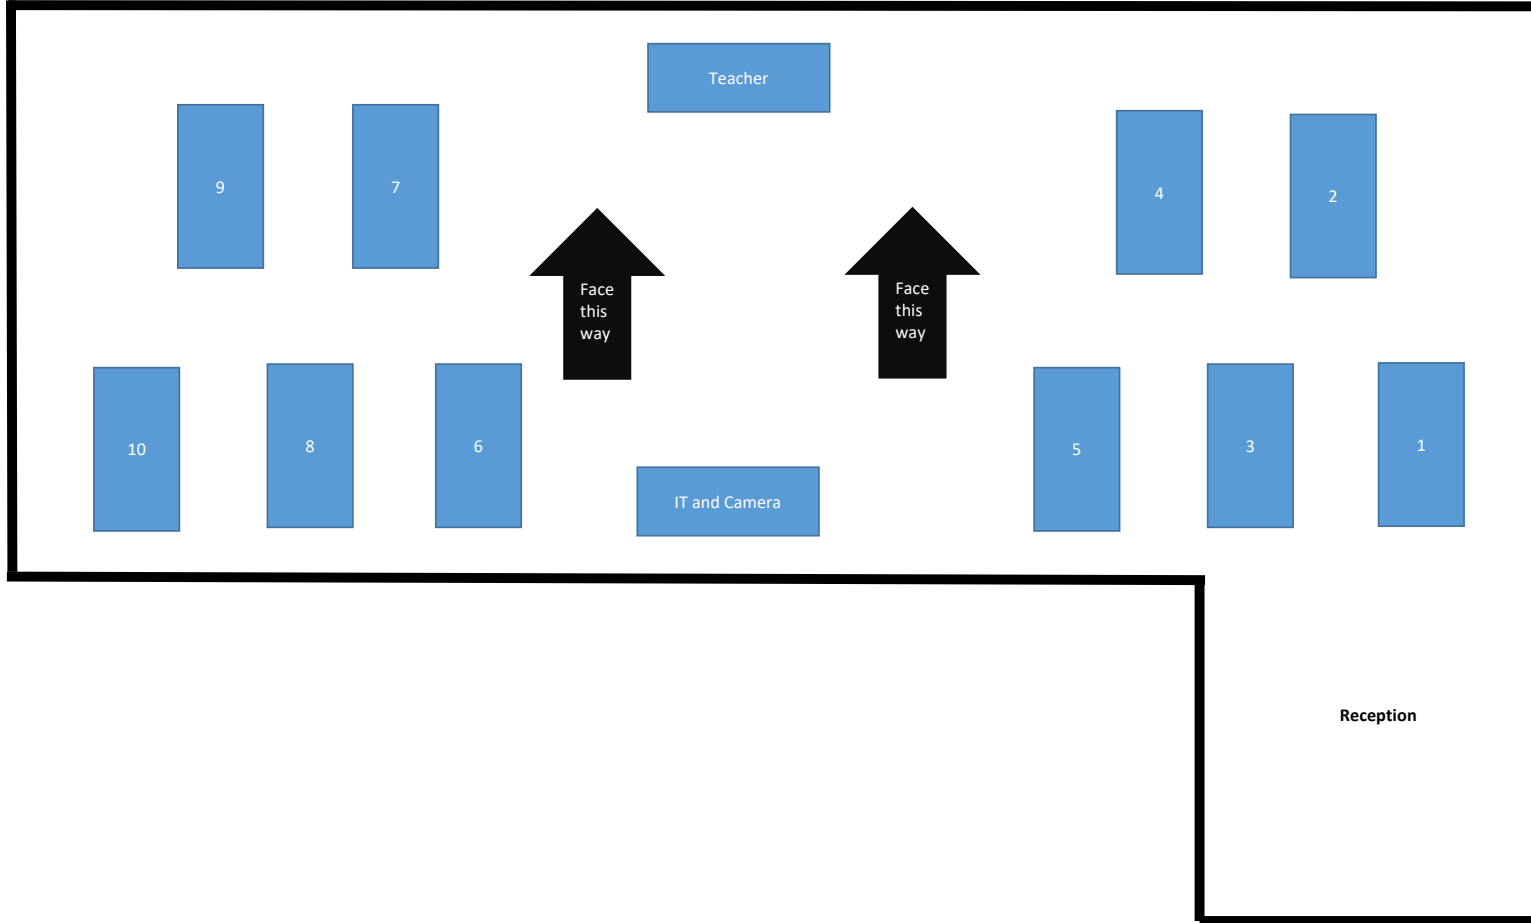 Teacher
9
7
4
2
Face
this
way
Face
this
way
10
8
6
5
3
1
IT and Camera
Reception